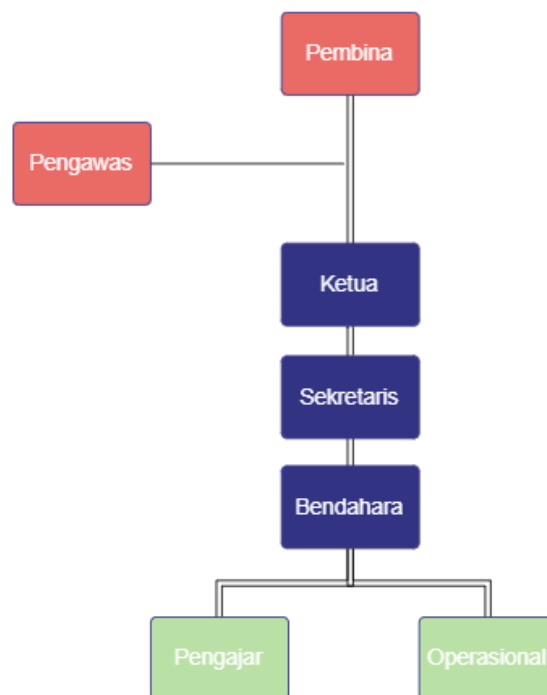 Pembina
Pengawas
Ketua
Sekretaris
Bendahara
Pengajar
Operasional